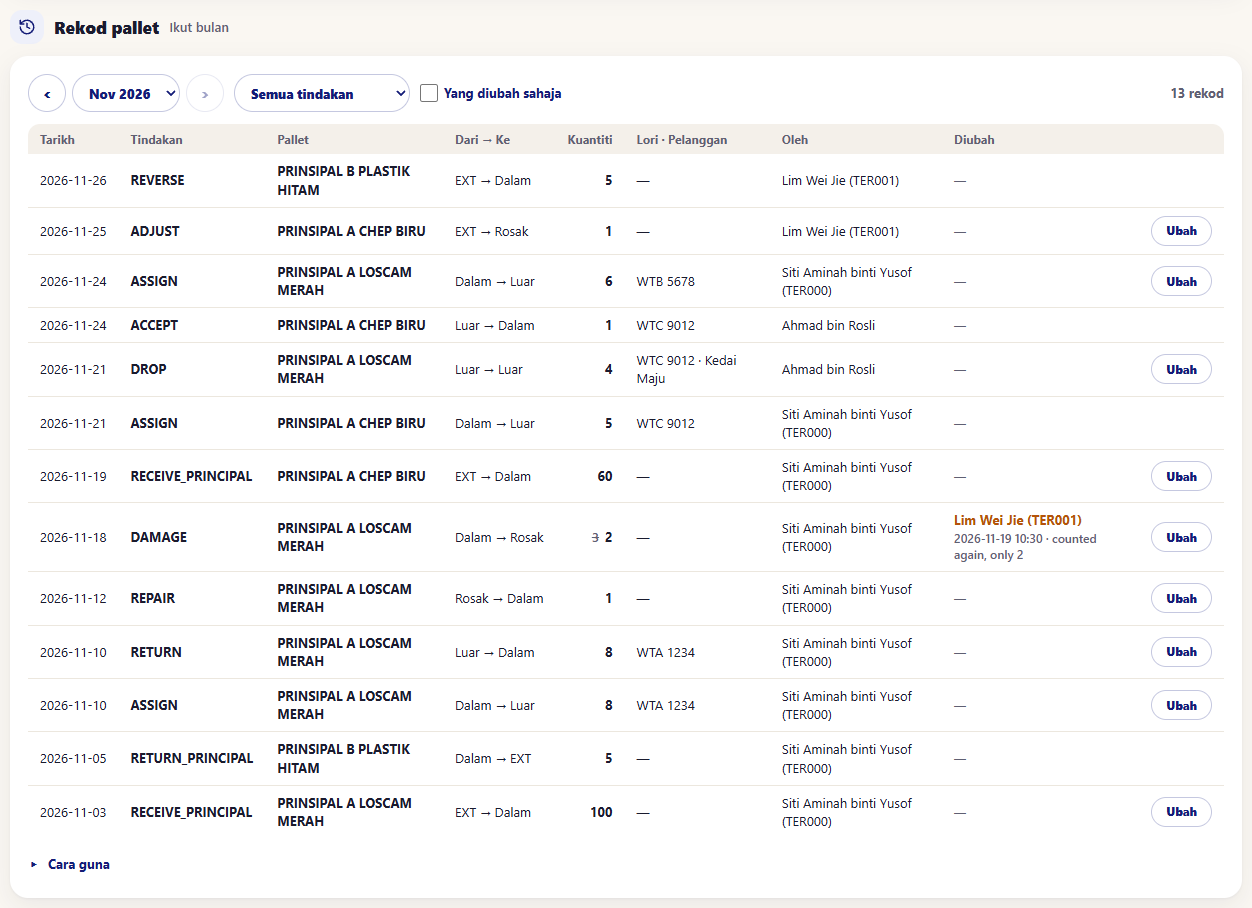 Rekod pallet Ikut bulan
‹ Nov 2026 › Semua tindakan Yang diubah sahaja 13 rekod
Tarikh Tindakan Pallet Dari → Ke Kuantiti Lori · Pelanggan Oleh Diubah
2026-11-26 REVERSE PRINSIPAL B PLASTIK HITAM EXT → Dalam 5 — Lim Wei Jie (TER001) —
2026-11-25 ADJUST PRINSIPAL A CHEP BIRU EXT → Rosak 1 — Lim Wei Jie (TER001) — Ubah
2026-11-24 ASSIGN PRINSIPAL A LOSCAM MERAH Dalam → Luar 6 WTB 5678 Siti Aminah binti Yusof (TER000) — Ubah
2026-11-24 ACCEPT PRINSIPAL A CHEP BIRU Luar → Dalam 1 WTC 9012 Ahmad bin Rosli —
2026-11-21 DROP PRINSIPAL A LOSCAM MERAH Luar → Luar 4 WTC 9012 · Kedai Maju Ahmad bin Rosli — Ubah
2026-11-21 ASSIGN PRINSIPAL A CHEP BIRU Dalam → Luar 5 WTC 9012 Siti Aminah binti Yusof (TER000) —
2026-11-19 RECEIVE_PRINCIPAL PRINSIPAL A CHEP BIRU EXT → Dalam 60 — Siti Aminah binti Yusof (TER000) — Ubah
2026-11-18 DAMAGE PRINSIPAL A LOSCAM MERAH Dalam → Rosak 3 2 — Siti Aminah binti Yusof (TER000) Lim Wei Jie (TER001) 2026-11-19 10:30 · counted again, only 2 Ubah
2026-11-12 REPAIR PRINSIPAL A LOSCAM MERAH Rosak → Dalam 1 — Siti Aminah binti Yusof (TER000) — Ubah
2026-11-10 RETURN PRINSIPAL A LOSCAM MERAH Luar → Dalam 8 WTA 1234 Siti Aminah binti Yusof (TER000) — Ubah
2026-11-10 ASSIGN PRINSIPAL A LOSCAM MERAH Dalam → Luar 8 WTA 1234 Siti Aminah binti Yusof (TER000) — Ubah
2026-11-05 RETURN_PRINCIPAL PRINSIPAL B PLASTIK HITAM Dalam → EXT 5 — Siti Aminah binti Yusof (TER000) —
2026-11-03 RECEIVE_PRINCIPAL PRINSIPAL A LOSCAM MERAH EXT → Dalam 100 — Siti Aminah binti Yusof (TER000) — Ubah
▸ Cara guna